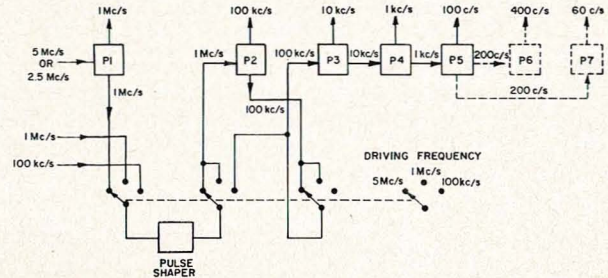 1Mc/s
100 kc/s
10 kc/s
1kc/s
100 c/s
400 c/s
60 c/s
5 Mc/s
OR
2.5 Mc/s
P1
1Mc/s
P2
100 kc/s
P3
10kc/s
P4
1kc/s
P5
200c/s
P6
P7
1Mc/s
100 kc/s
200 c/s
1 Mc/s
100 kc/s
DRIVING FREQUENCY
1Mc/s
5Mc/s
100kc/s
PULSE
SHAPER